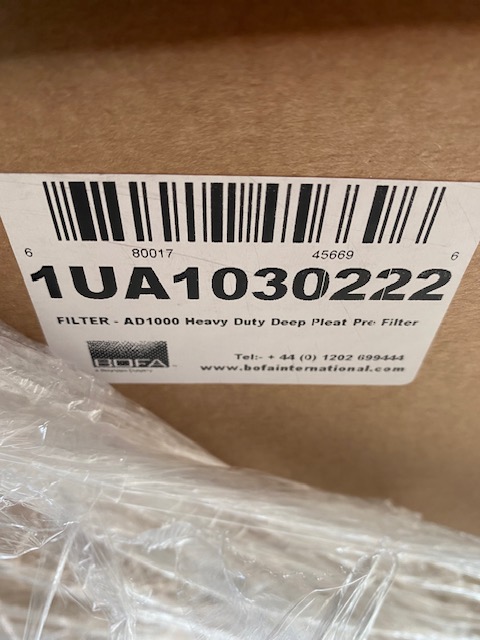 6 80017 45669 6
1UA1030222
FILTER - AD1000 Heavy Duty Deep Pleat Pre Filter
BOFA
Tel:- + 44 (0) 1202 699444
www.bofainternational.com